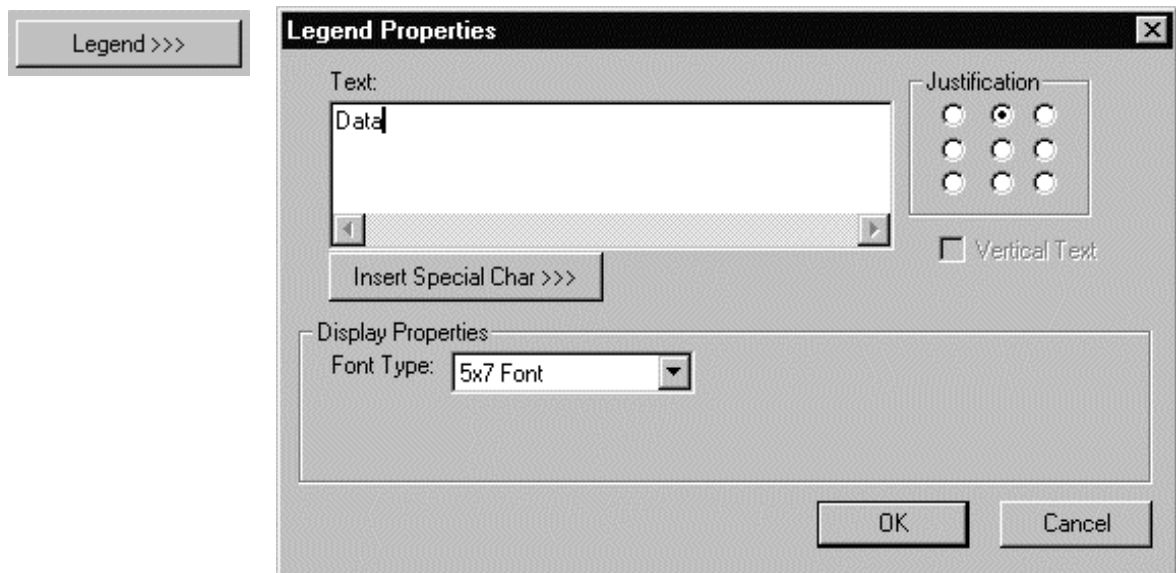 Legend >>>
Legend Properties
Text:
Data
Insert Special Char >>>
Justification
Vertical Text
Display Properties
Font Type: 5x7 Font
OK Cancel